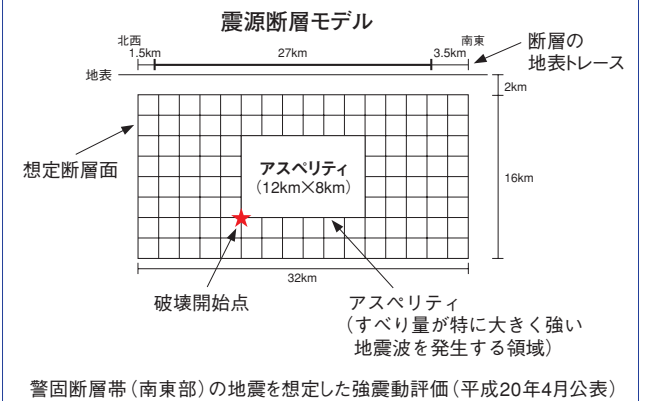 震源断層モデル
北西
南東
1.5km
27km
3.5km
断層の
地表トレース
地表
2km
想定断層面
アスペリティ
(12km×8km)
16km
32km
破壊開始点
アスペリティ
(すべり量が特に大きく強い
地震波を発生する領域)
警固断層帯(南東部)の地震を想定した強震動評価(平成20年4月公表)